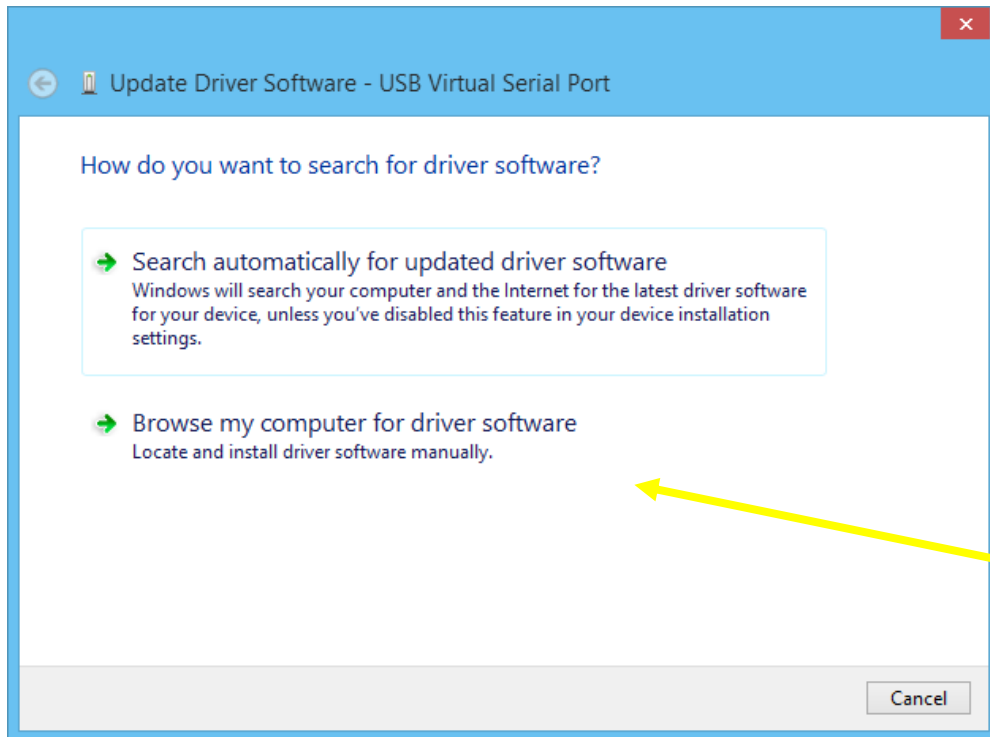 Update Driver Software - USB Virtual Serial Port
How do you want to search for driver software?
Search automatically for updated driver software
Windows will search your computer and the Internet for the latest driver software
for your device, unless you've disabled this feature in your device installation
settings.
Browse my computer for driver software
Locate and install driver software manually.
Cancel